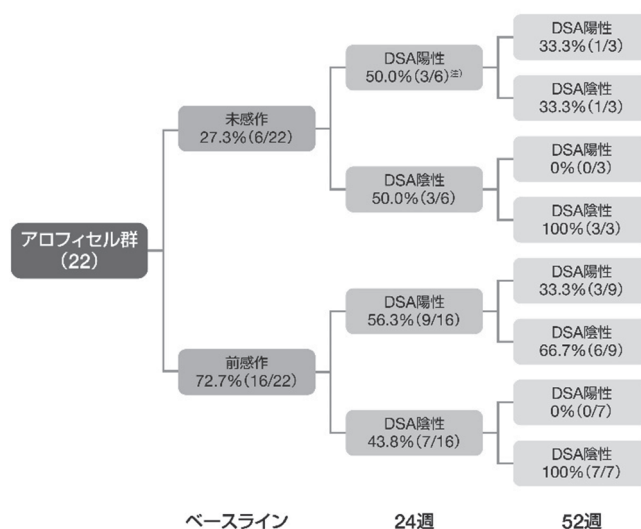 アロフィセル群
(22)
未感作
27.3%(6/22)
前感作
72.7%(16/22)
DSA陽性
50.0%(3/6)注)
DSA陰性
50.0%(3/6)
DSA陽性
56.3%(9/16)
DSA陰性
43.8%(7/16)
DSA陽性
33.3%(1/3)
DSA陰性
33.3%(1/3)
DSA陽性
0%(0/3)
DSA陰性
100%(3/3)
DSA陽性
33.3%(3/9)
DSA陰性
66.7%(6/9)
DSA陽性
0%(0/7)
DSA陰性
100%(7/7)
ベースライン
24週
52週